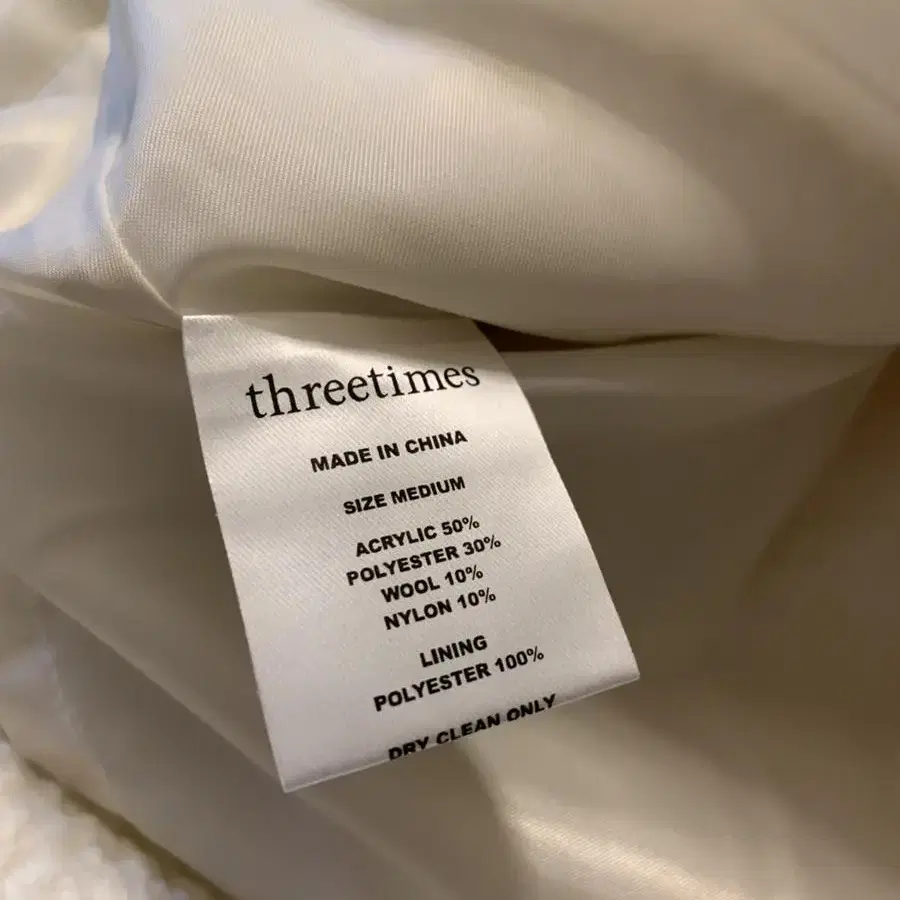 threetimes
MADE IN CHINA
SIZE MEDIUM
ACRYLIC 50%
POLYESTER 30%
WOOL 10%
NYLON 10%
LINING
POLYESTER 100%
DRY CLEAN ONLY